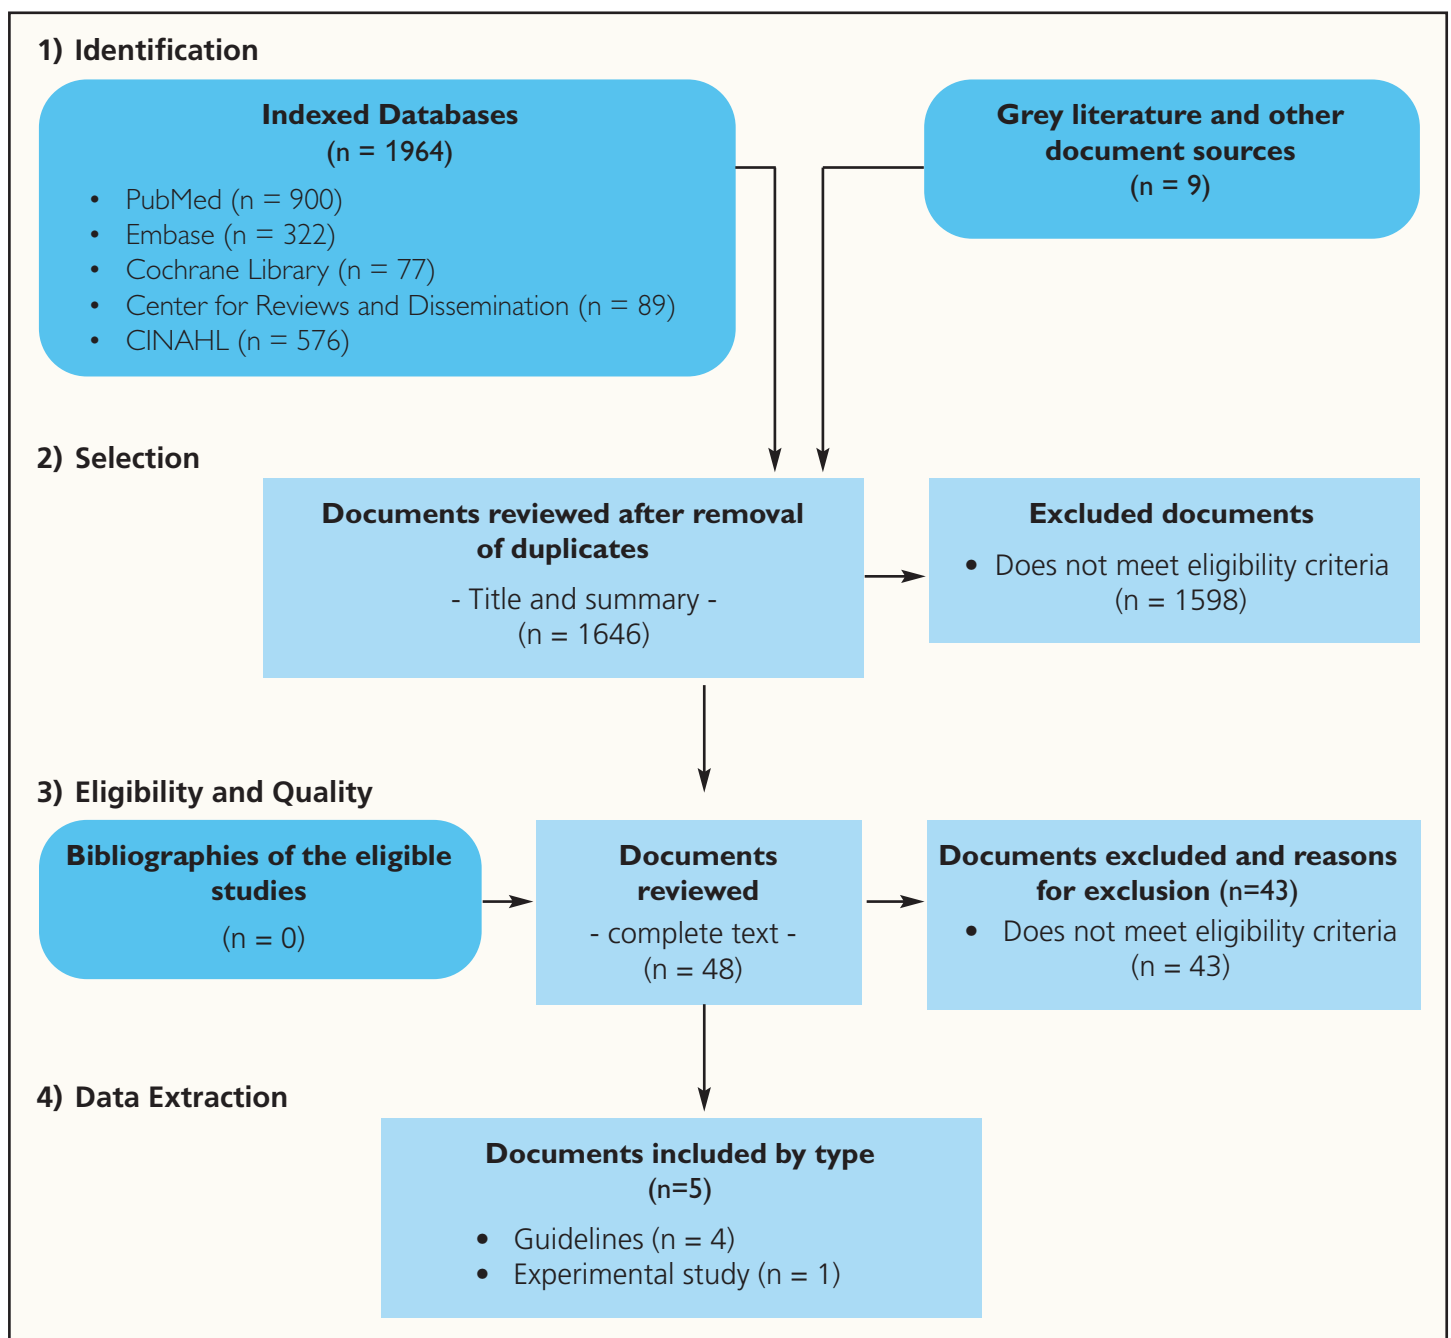 1) Identification
Indexed Databases
(n = 1964)
• PubMed (n = 900)
• Embase (n = 322)
• Cochrane Library (n = 77)
• Center for Reviews and Dissemination (n = 89)
• CINAHL (n = 576)
Grey literature and other
document sources
(n = 9)
2) Selection
Documents reviewed after removal
of duplicates
- Title and summary -
(n = 1646)
Excluded documents
• Does not meet eligibility criteria
(n = 1598)
3) Eligibility and Quality
Bibliographies of the eligible
studies
(n = 0)
Documents
reviewed
- complete text -
(n = 48)
Documents excluded and reasons
for exclusion (n=43)
• Does not meet eligibility criteria
(n = 43)
4) Data Extraction
Documents included by type
(n=5)
• Guidelines (n = 4)
• Experimental study (n = 1)